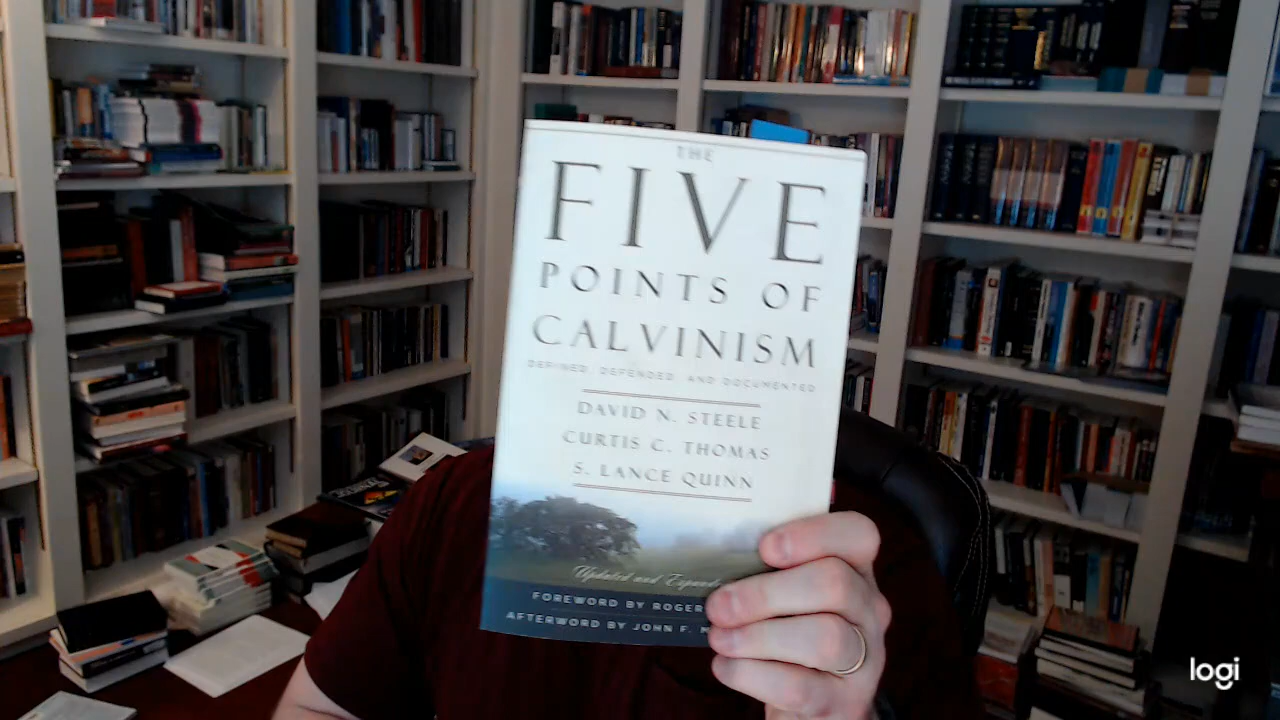 THE
FIVE
POINTS OF
CALVINISM
DEFINED, DEFENDED, AND DOCUMENTED
DAVID N. STEELE
CURTIS C. THOMAS
S. LANCE QUINN
Updated and Expand
FOREWORD BY ROGER
AFTERWORD BY JOHN F. M
logi